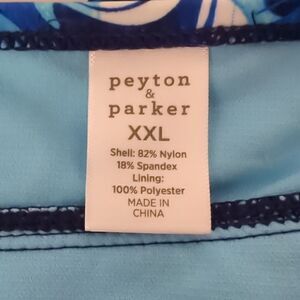 peyton
&
parker
XXL
Shell: 82% Nylon
18% Spandex
Lining:
100% Polyester
MADE IN
CHINA